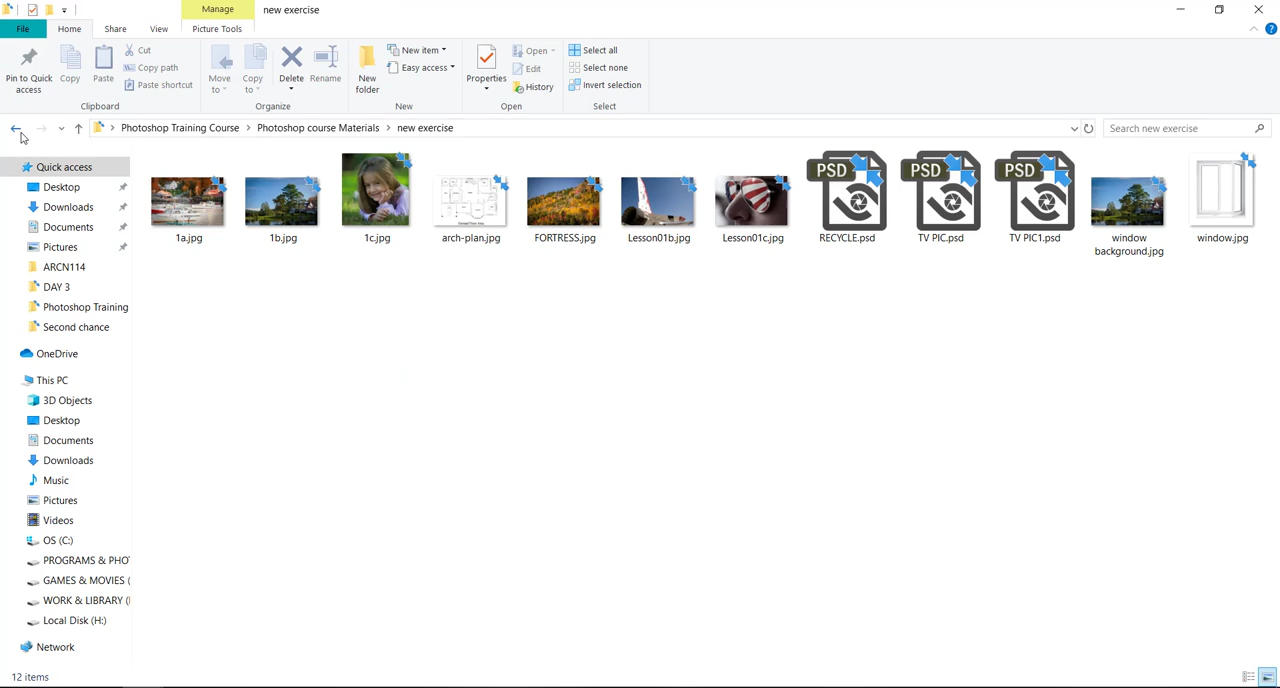 Manage
new exercise
File
Home
Share
View
Picture Tools
Pin to Quick access
Copy
Paste
Cut
Copy path
Paste shortcut
Clipboard
Move to
Copy to
Delete
Rename
Organize
New folder
New item
Easy access
New
Properties
Open
Edit
History
Open
Select all
Select none
Invert selection
Select
Photoshop Training Course > Photoshop course Materials > new exercise
Search new exercise
Quick access
Desktop
Downloads
Documents
Pictures
ARCN114
DAY 3
Photoshop Training
Second chance
OneDrive
This PC
3D Objects
Desktop
Documents
Downloads
Music
Pictures
Videos
OS (C:)
PROGRAMS & PHO
GAMES & MOVIES (
WORK & LIBRARY (
Local Disk (H:)
Network
PSD
PSD
PSD
1a.jpg
1b.jpg
1c.jpg
arch-plan.jpg
FORTRESS.jpg
Lesson01b.jpg
Lesson01c.jpg
RECYCLE.psd
TV PIC.psd
TV PIC1.psd
window
background.jpg
window.jpg
12 items